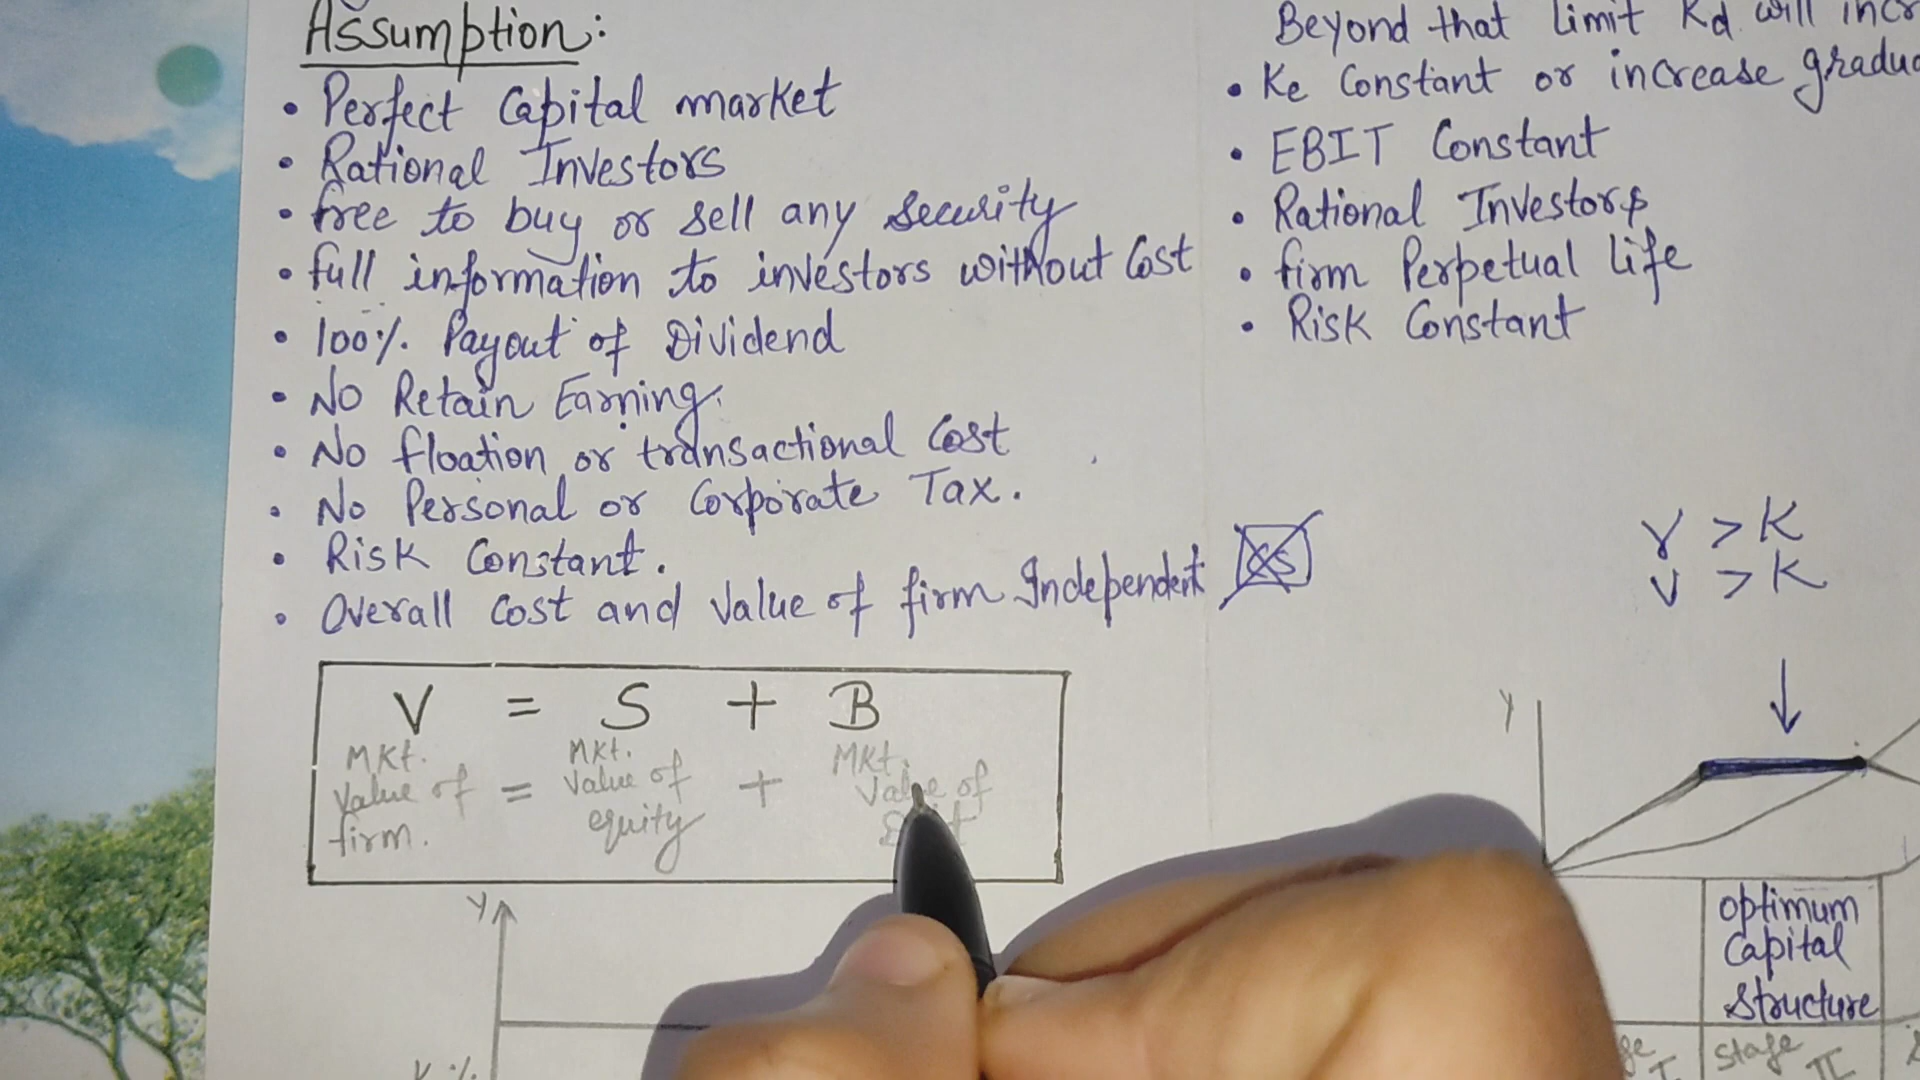 Assumption:
• Perfect Capital market
• Rational Investors
• free to buy or sell any security
• full information to investors without Cost
• 100%. Payout of Dividend
• No Retain Earning.
• No floation or transactional Cost
• No Personal or Corporate Tax.
• Risk Constant.
• Overall Cost and Value of firm Independent
V = S + B
Mkt. Value of firm. = Mkt. Value of equity + Mkt. Value of
Y
K %
Beyond that limit Kd will
• Ke Constant or increase
• EBIT Constant
• Rational Investors
• firm Perpetual life
• Risk Constant
γ > K
V > K
Y
Optimum
Capital
Structure
Stage II